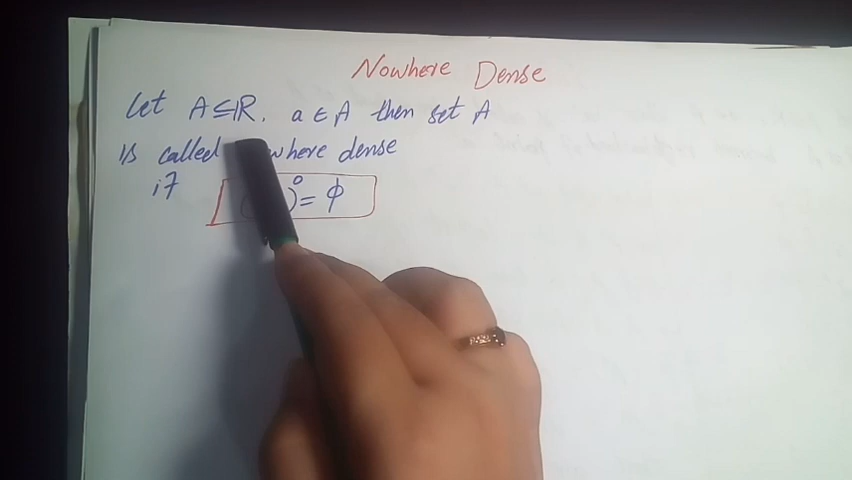 Nowhere Dense
Let A ⊆ ℝ. a ∈ A then set A
is called where dense
if ( )° = ϕ